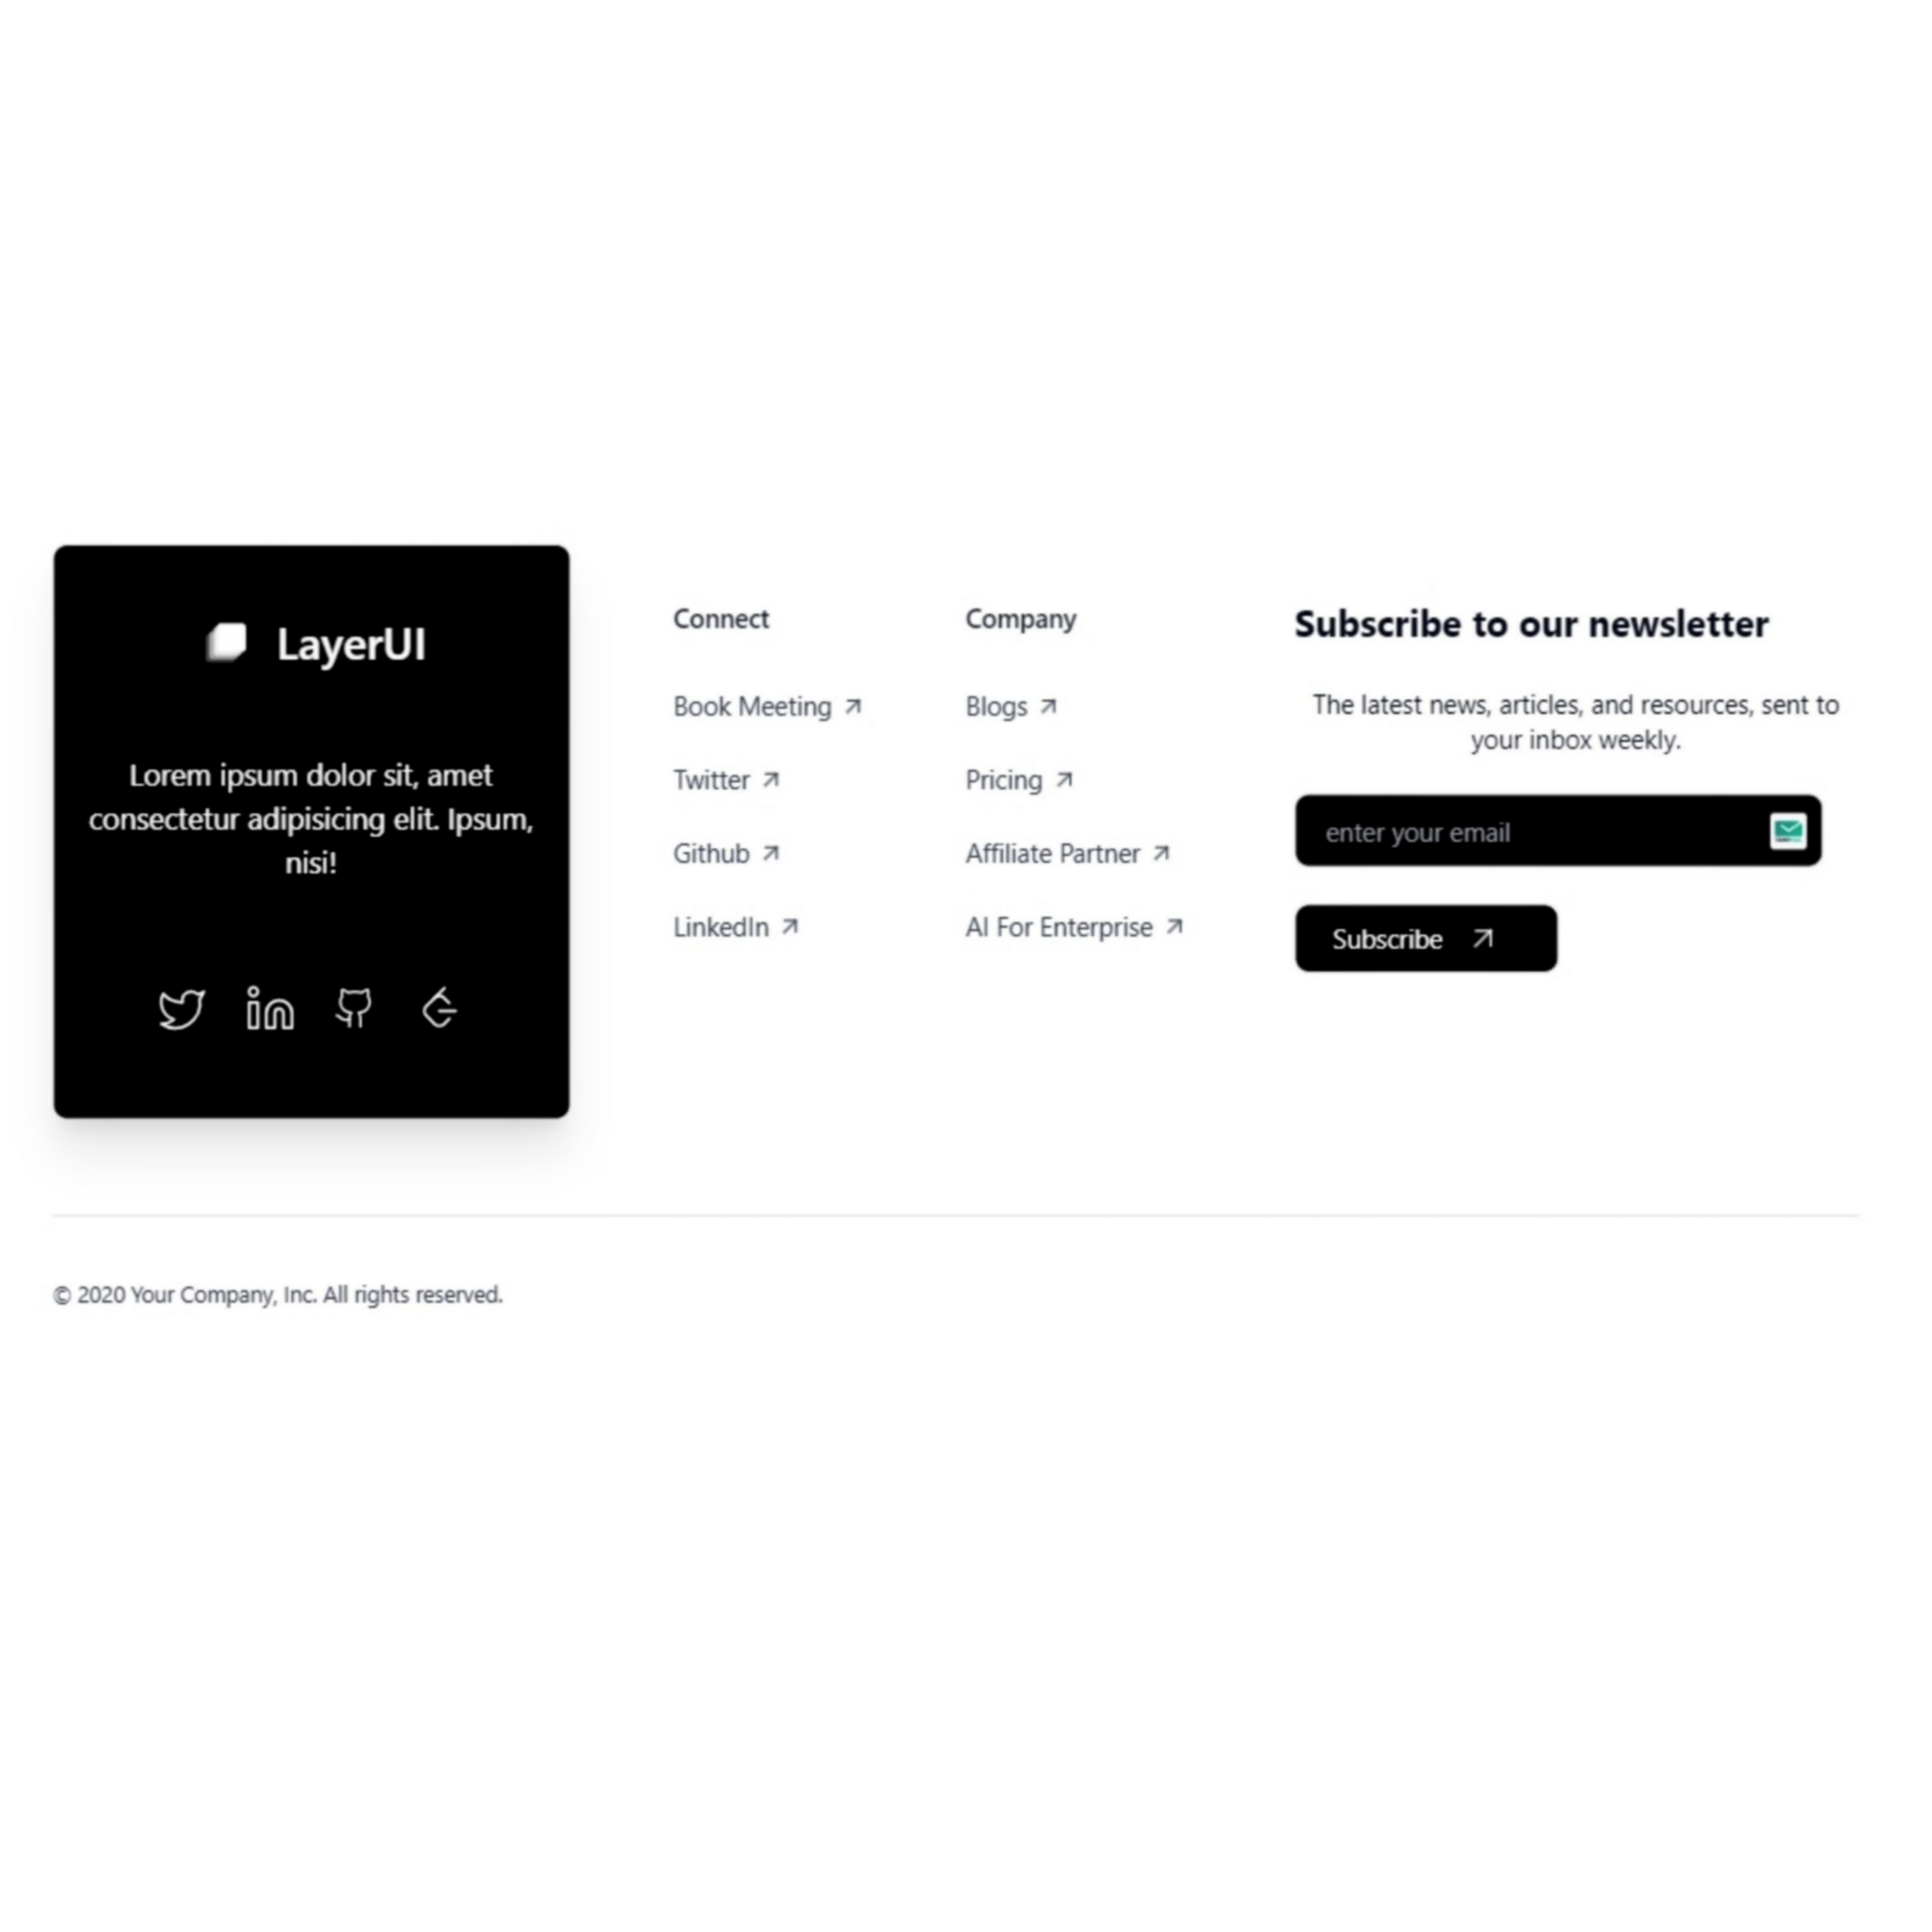 LayerUI
Lorem ipsum dolor sit, amet
consectetur adipisicing elit. Ipsum,
nisi!
Connect
Book Meeting
Twitter
Github
LinkedIn
Company
Blogs
Pricing
Affiliate Partner
AI For Enterprise
Subscribe to our newsletter
The latest news, articles, and resources, sent to
your inbox weekly.
enter your email
Subscribe
© 2020 Your Company, Inc. All rights reserved.